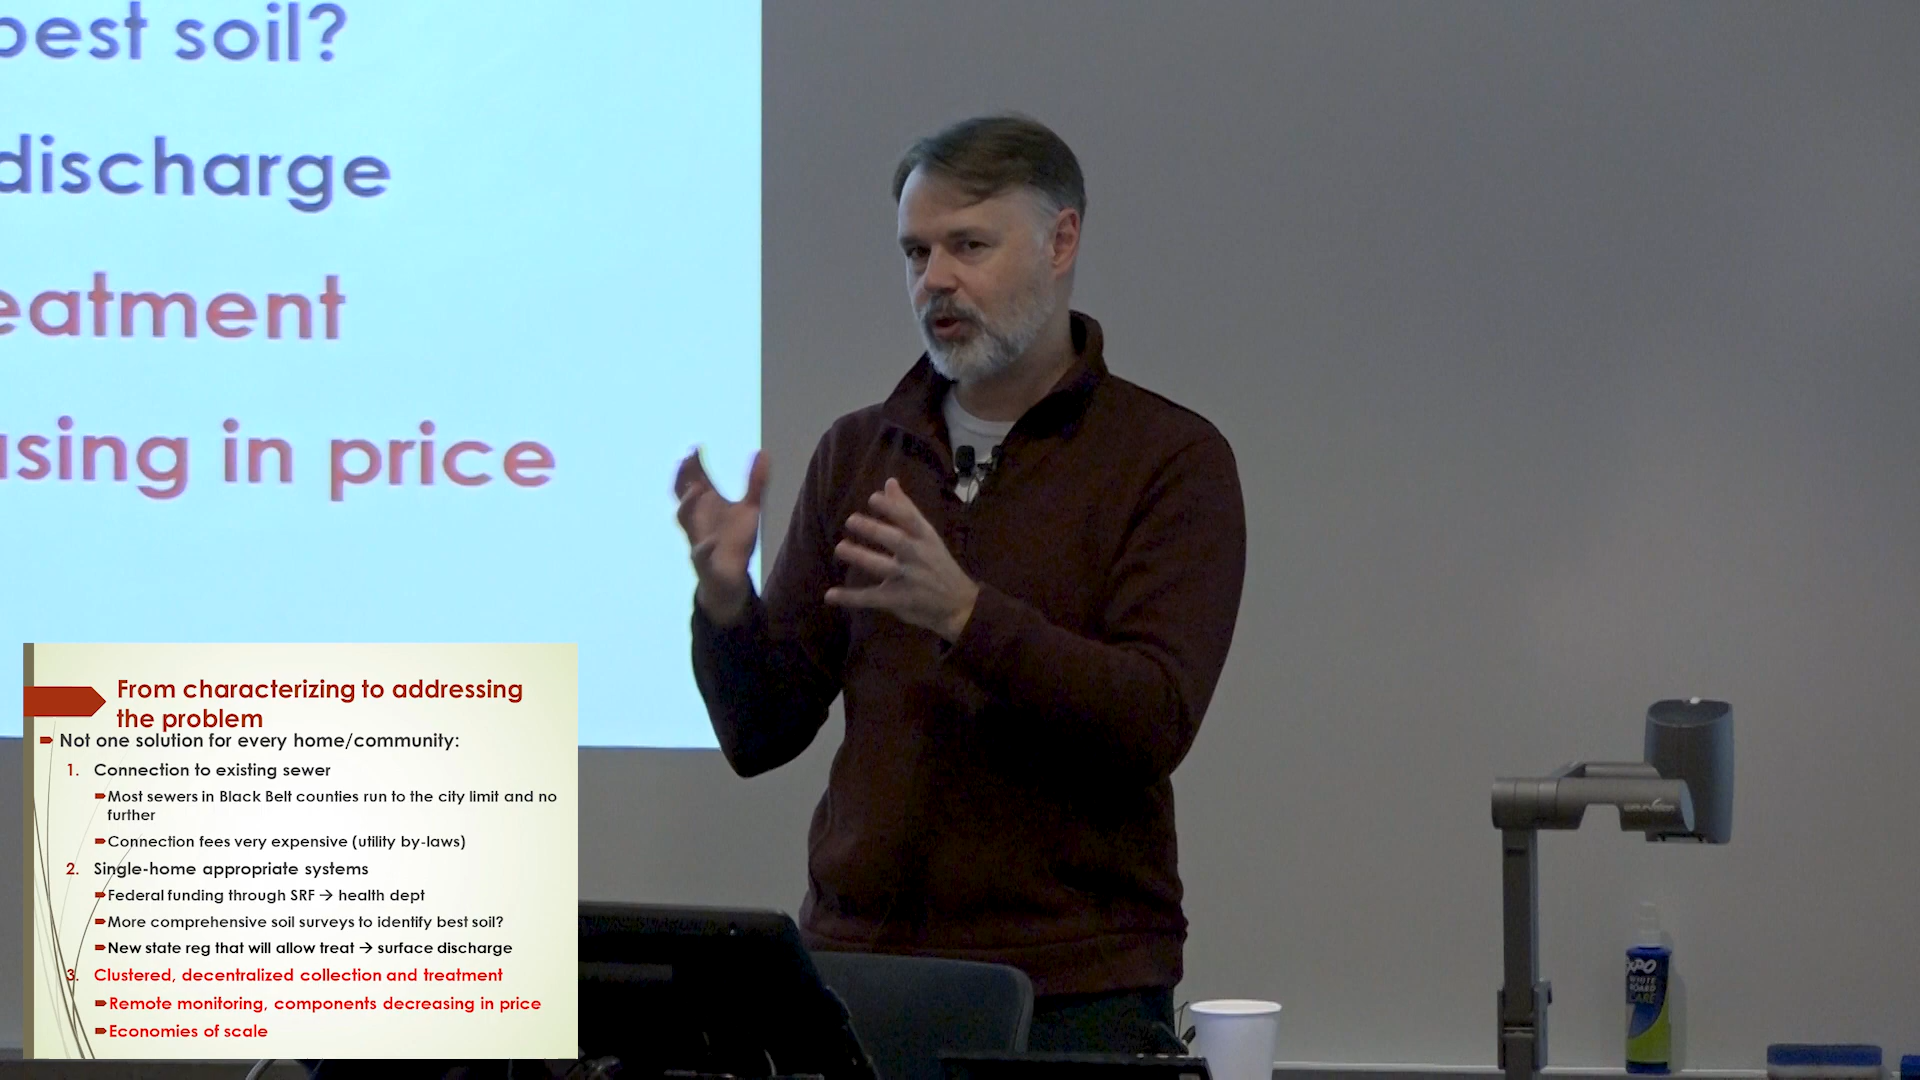 best soil?
discharge
eatment
sing in price
From characterizing to addressing
the problem
Not one solution for every home/community:
1. Connection to existing sewer
Most sewers in Black Belt counties run to the city limit and no
further
Connection fees very expensive (utility by-laws)
2. Single-home appropriate systems
Federal funding through SRF → health dept
More comprehensive soil surveys to identify best soil?
New state reg that will allow treat → surface discharge
3. Clustered, decentralized collection and treatment
Remote monitoring, components decreasing in price
Economies of scale
EXPO
WHITE
BOARD
CARE